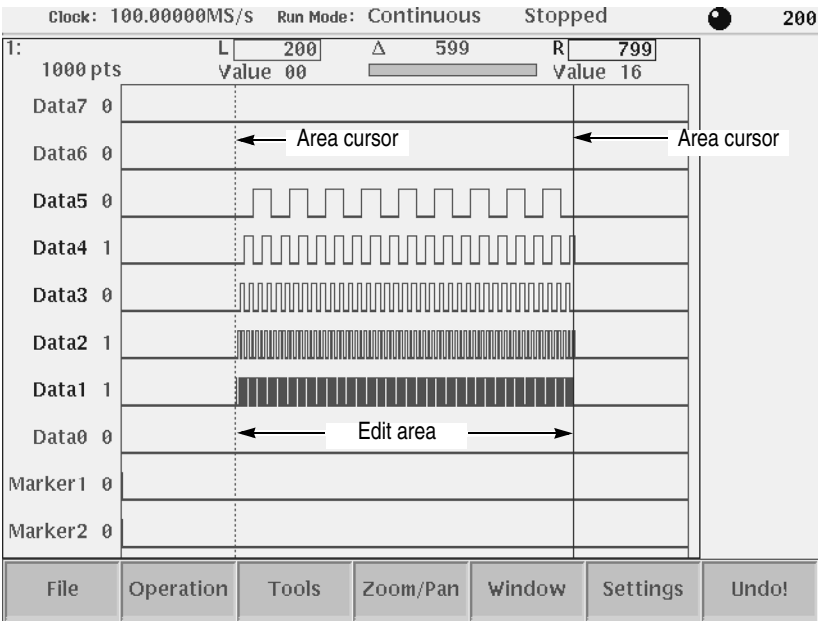 Clock: 100.00000MS/s Run Mode: Continuous Stopped 200
1: L 200 Δ 599 R 799
1000 pts Value 00 Value 16
Data7 0
Area cursor Area cursor
Data6 0
Data5 0
Data4 1
Data3 0
Data2 1
Data1 1
Edit area
Data0 0
Marker1 0
Marker2 0
File Operation Tools Zoom/Pan Window Settings Undo!